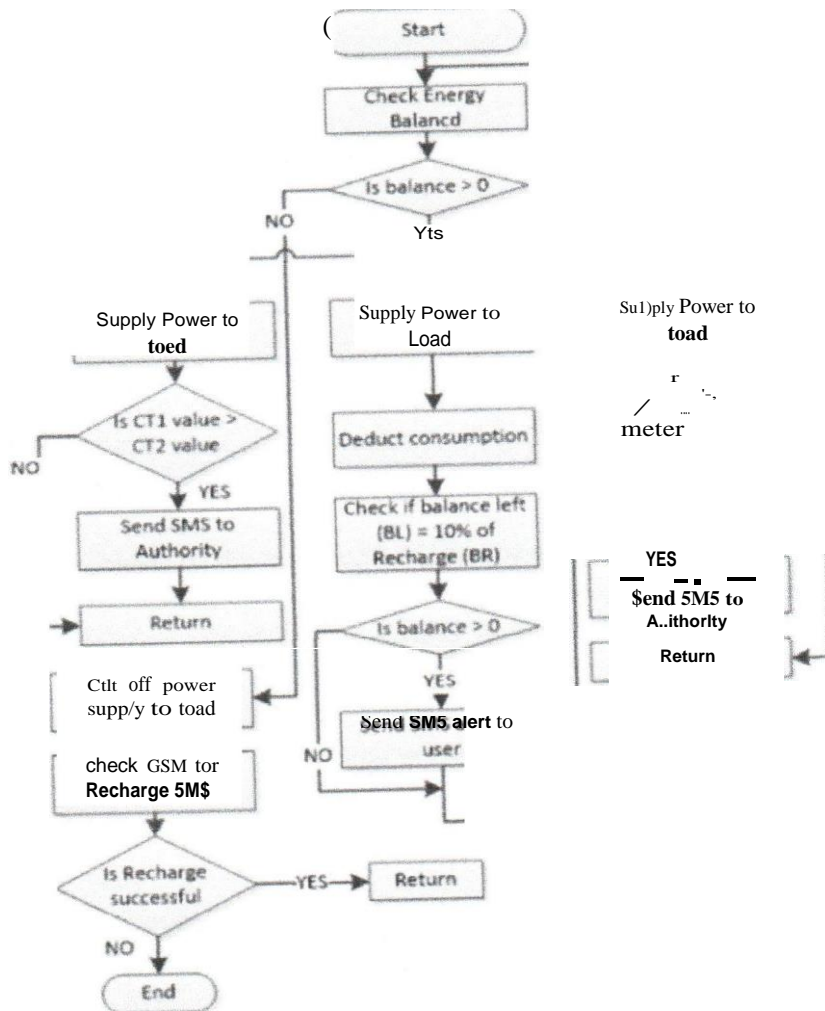 (
Start
Check Energy
Balancd
Is balance > 0
NO
Yts
Supply Power to
toed
Is CT1 value >
CT2 value
NO
YES
Send SMS to
Authority
Return
Supply Power to
Load
Deduct consumption
Check if balance left
(BL) = 10% of
Recharge (BR)
Is balance > 0
YES
NO
Send SM5 alert to
user
Su1)ply Power to
toad
r
meter
YES
$end 5M5 to
A..ithorlty
Return
Ctlt off power
supp/y to toad
check GSM tor
Recharge 5M$
Is Recharge
successful
YES
Return
NO
End